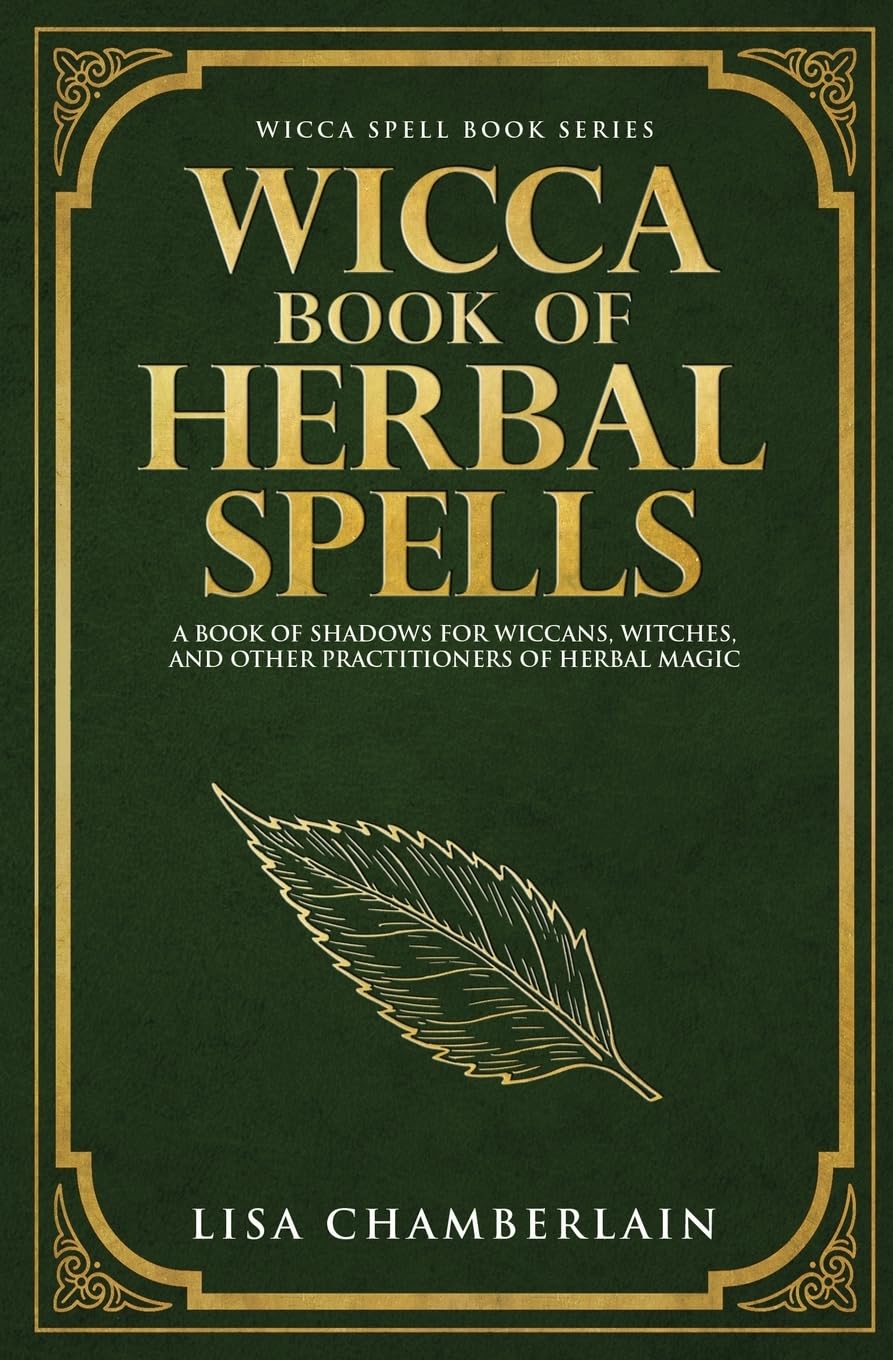 WICCA SPELL BOOK SERIES
WICCA
BOOK OF
HERBAL
SPELLS
A BOOK OF SHADOWS FOR WICCANS, WITCHES,
AND OTHER PRACTITIONERS OF HERBAL MAGIC
LISA CHAMBERLAIN